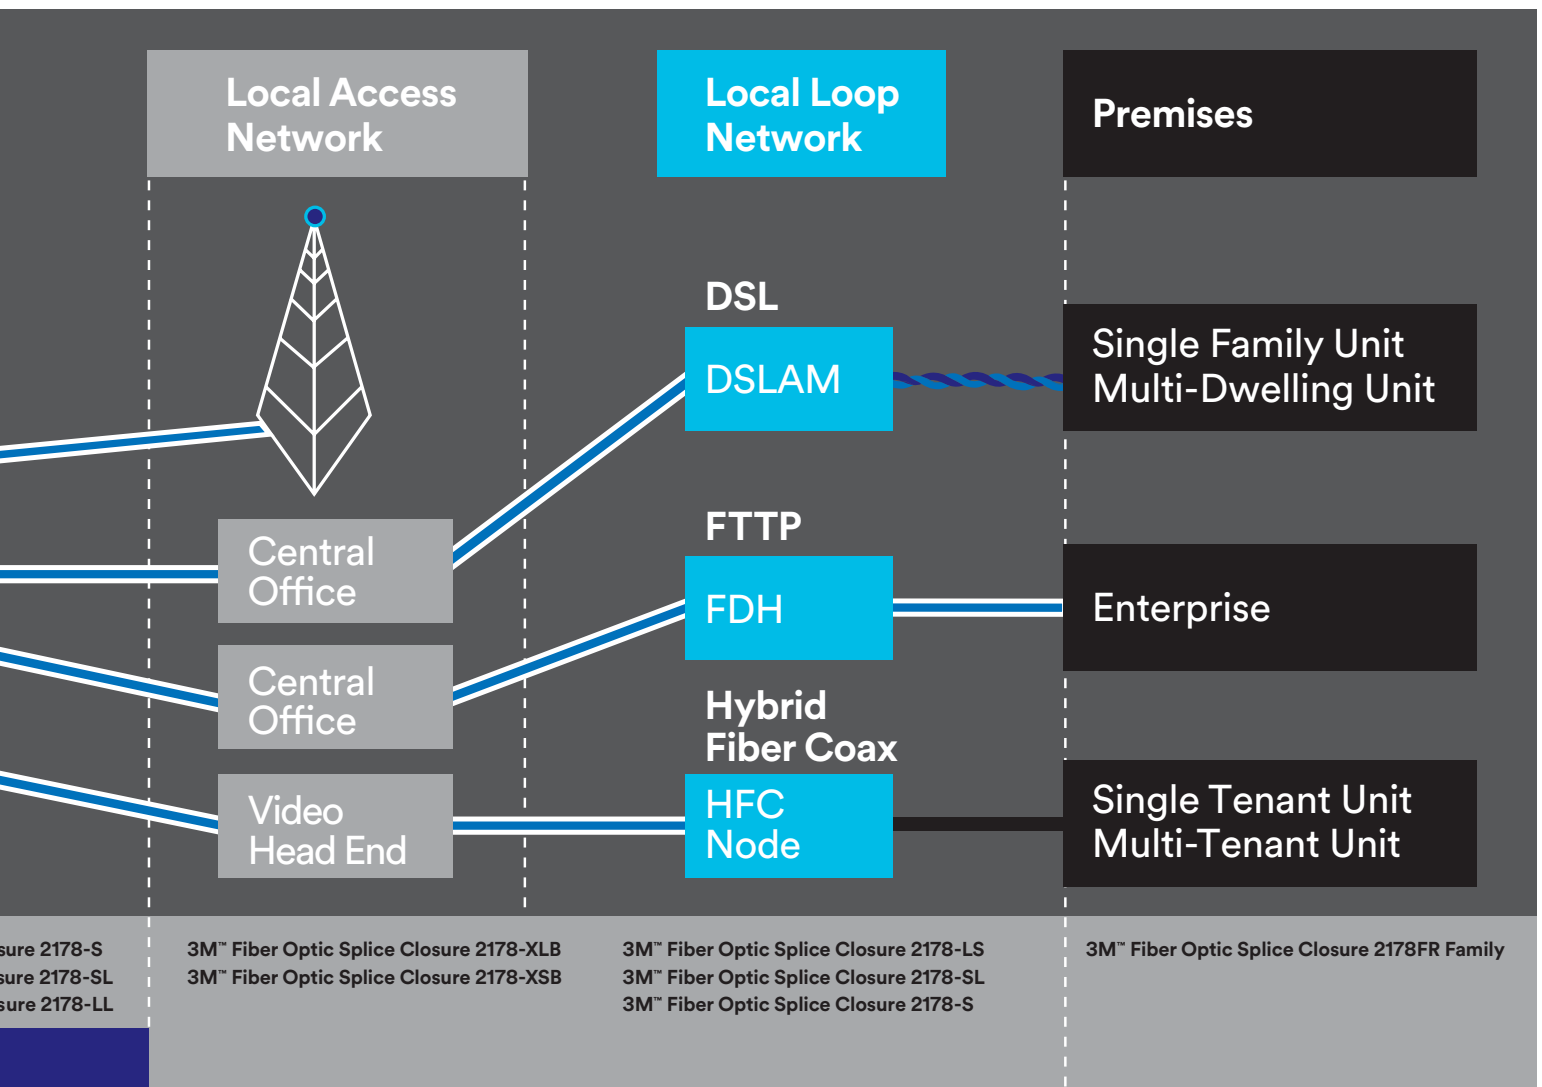 Local Access
Network
Local Loop
Network
Premises
DSL
DSLAM
Single Family Unit
Multi-Dwelling Unit
Central
Office
FTTP
FDH
Enterprise
Central
Office
Hybrid
Fiber Coax
Video
Head End
HFC
Node
Single Tenant Unit
Multi-Tenant Unit
sure 2178-S
sure 2178-SL
sure 2178-LL
3M™ Fiber Optic Splice Closure 2178-XLB
3M™ Fiber Optic Splice Closure 2178-XSB
3M™ Fiber Optic Splice Closure 2178-LS
3M™ Fiber Optic Splice Closure 2178-SL
3M™ Fiber Optic Splice Closure 2178-S
3M™ Fiber Optic Splice Closure 2178FR Family